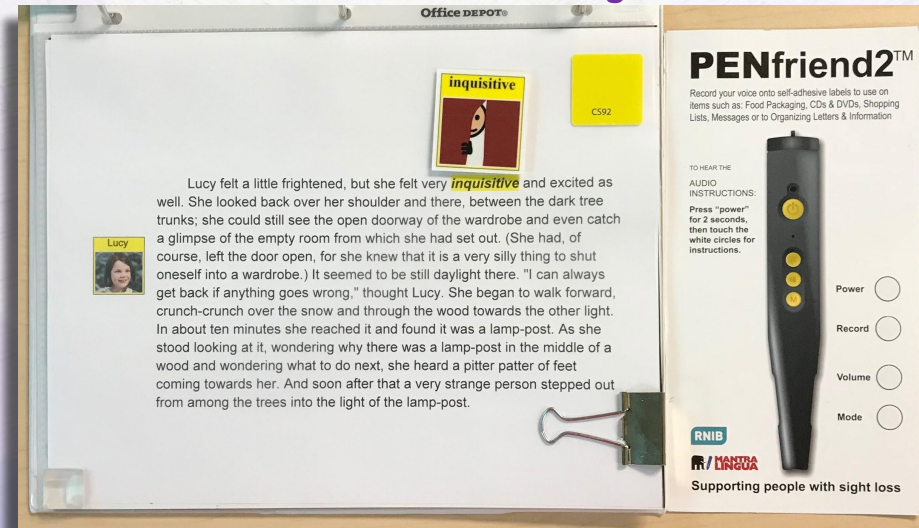 Office DEPOT®
inquisitive
CS92
Lucy felt a little frightened, but she felt very inquisitive and excited as
well. She looked back over her shoulder and there, between the dark tree
trunks; she could still see the open doorway of the wardrobe and even catch
a glimpse of the empty room from which she had set out. (She had, of
course, left the door open, for she knew that it is a very silly thing to shut
oneself into a wardrobe.) It seemed to be still daylight there. "I can always
get back if anything goes wrong," thought Lucy. She began to walk forward,
crunch-crunch over the snow and through the wood towards the other light.
In about ten minutes she reached it and found it was a lamp-post. As she
stood looking at it, wondering why there was a lamp-post in the middle of a
wood and wondering what to do next, she heard a pitter patter of feet
coming towards her. And soon after that a very strange person stepped out
from among the trees into the light of the lamp-post.
Lucy
PENfriend2™
Record your voice onto self-adhesive labels to use on
items such as: Food Packaging, CDs & DVDs, Shopping
Lists, Messages or to Organizing Letters & Information
TO HEAR THE
AUDIO
INSTRUCTIONS:
Press "power"
for 2 seconds,
then touch the
white circles for
instructions.
Power
Record
Volume
Mode
RNIB
MANTRA
LINGUA
Supporting people with sight loss